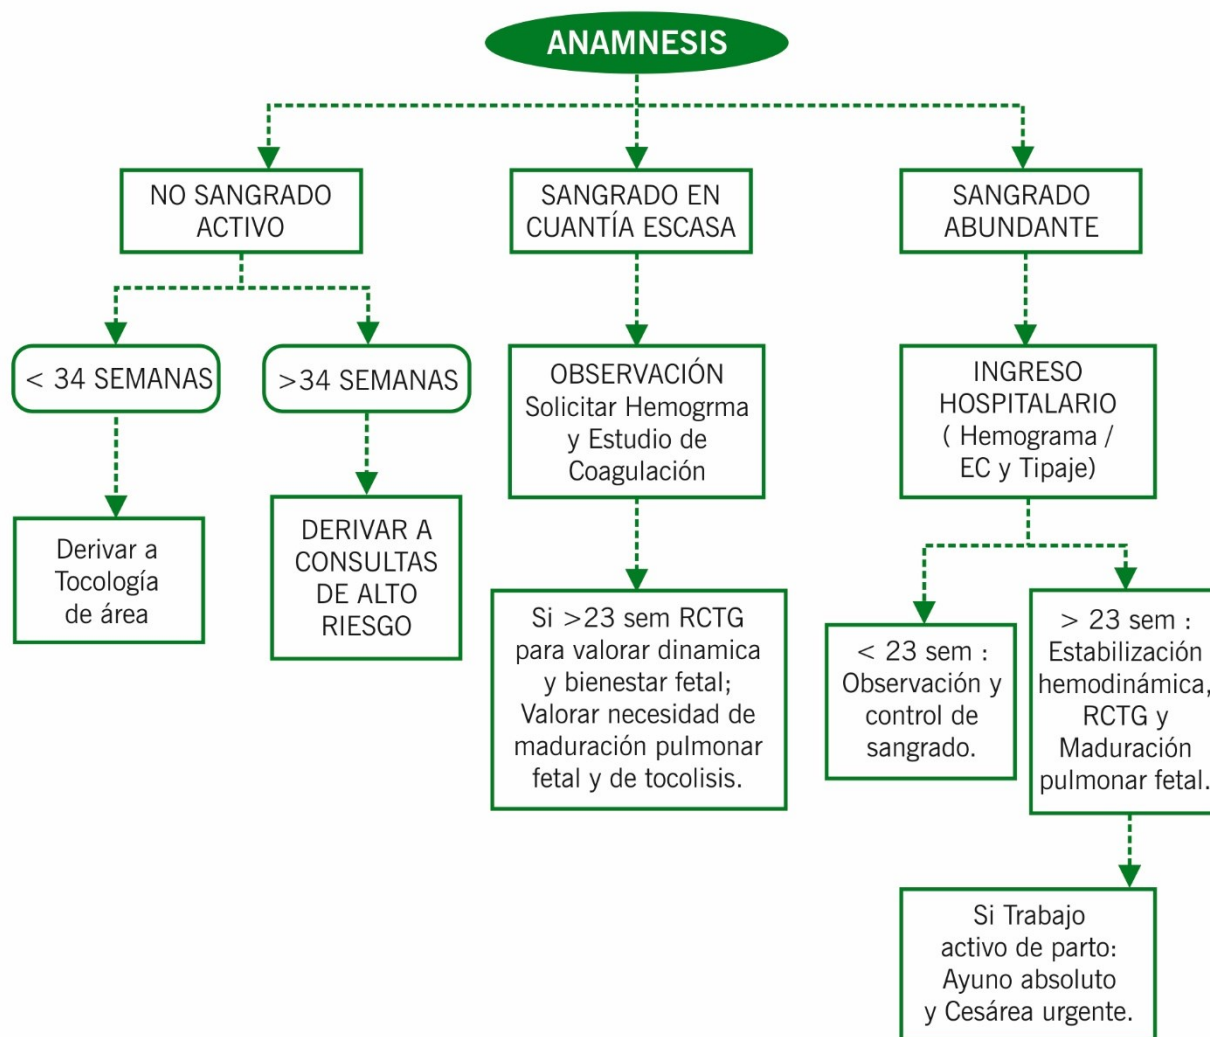 ANAMNESIS
NO SANGRADO
ACTIVO
SANGRADO EN
CUANTÍA ESCASA
SANGRADO
ABUNDANTE
< 34 SEMANAS
>34 SEMANAS
OBSERVACIÓN
Solicitar Hemogrma
y Estudio de
Coagulación
INGRESO
HOSPITALARIO
( Hemograma /
EC y Tipaje)
Derivar a
Tocología
de área
DERIVAR A
CONSULTAS
DE ALTO
RIESGO
Si >23 sem RCTG
para valorar dinamica
y bienestar fetal;
Valorar necesidad de
maduración pulmonar
fetal y de tocolisis.
< 23 sem :
Observación y
control de
sangrado.
> 23 sem :
Estabilización
hemodinámica,
RCTG y
Maduración
pulmonar fetal.
Si Trabajo
activo de parto:
Ayuno absoluto
y Cesárea urgente.